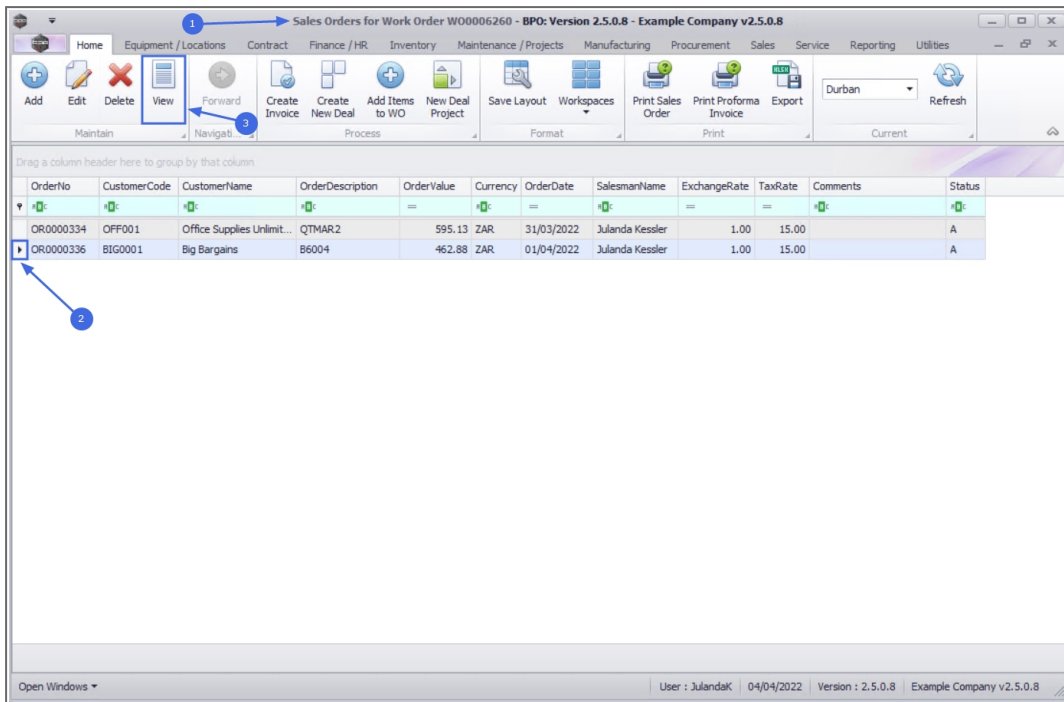 1
Sales Orders for Work Order WO0006260 - BPO: Version 2.5.0.8 - Example Company v2.5.0.8
Home Equipment / Locations Contract Finance / HR Inventory Maintenance / Projects Manufacturing Procurement Sales Service Reporting Utilities
Add Edit Delete View Forward Create Invoice Create New Deal Add Items to WO New Deal Project Save Layout Workspaces Print Sales Order Print Proforma Invoice XLSX Export Durban Refresh
3
Maintain Navigati... Process Format Print Current
Drag a column header here to group by that column
OrderNo CustomerCode CustomerName OrderDescription OrderValue Currency OrderDate SalesmanName ExchangeRate TaxRate Comments Status
OR0000334 OFF001 Office Supplies Unlimit... QTMAR2 595.13 ZAR 31/03/2022 Julanda Kessler 1.00 15.00 A
OR0000336 BIG0001 Big Bargains B6004 462.88 ZAR 01/04/2022 Julanda Kessler 1.00 15.00 A
2
Open Windows User : JulandaK 04/04/2022 Version : 2.5.0.8 Example Company v2.5.0.8